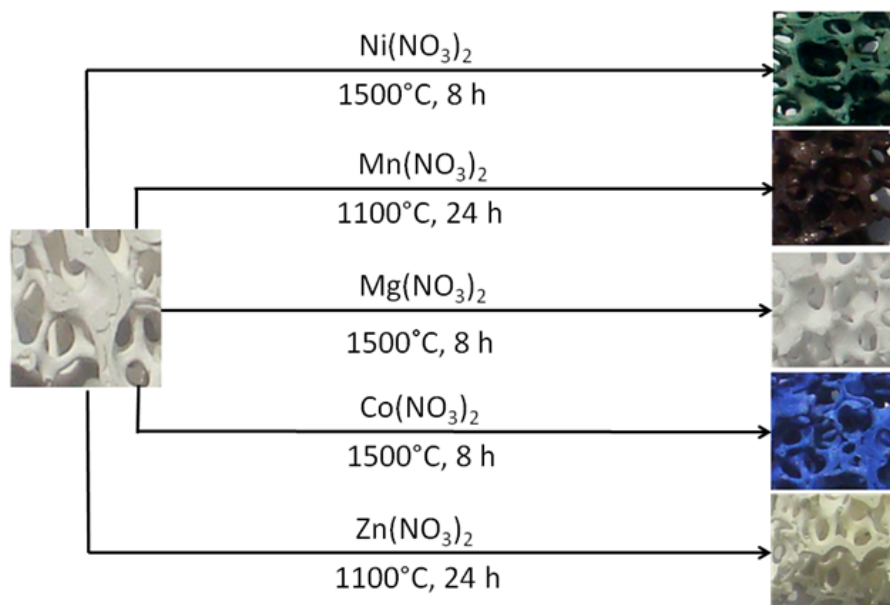 Ni(NO₃)₂
1500°C, 8 h
Mn(NO₃)₂
1100°C, 24 h
Mg(NO₃)₂
1500°C, 8 h
Co(NO₃)₂
1500°C, 8 h
Zn(NO₃)₂
1100°C, 24 h